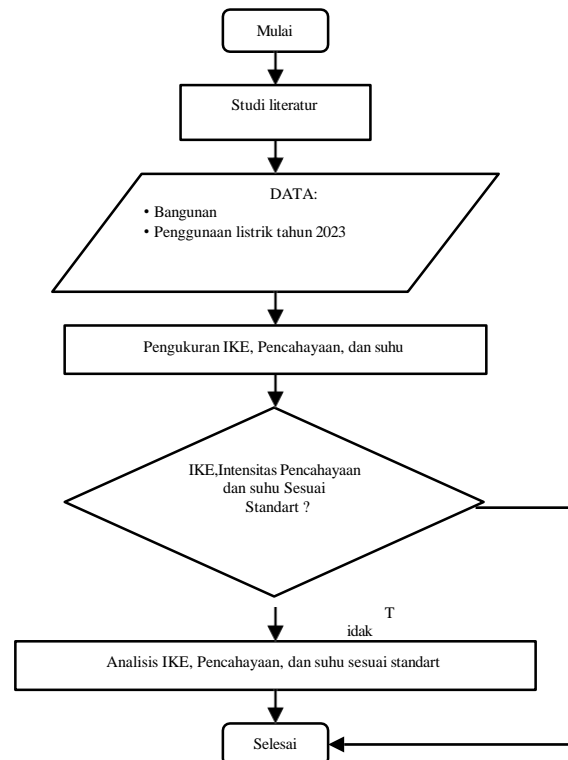 Mulai
Studi literatur
DATA:
• Bangunan
• Penggunaan listrik tahun 2023
Pengukuran IKE, Pencahayaan, dan suhu
IKE,Intensitas Pencahayaan
dan suhu Sesuai
Standart ?
T
idak
Analisis IKE, Pencahayaan, dan suhu sesuai standart
Selesai